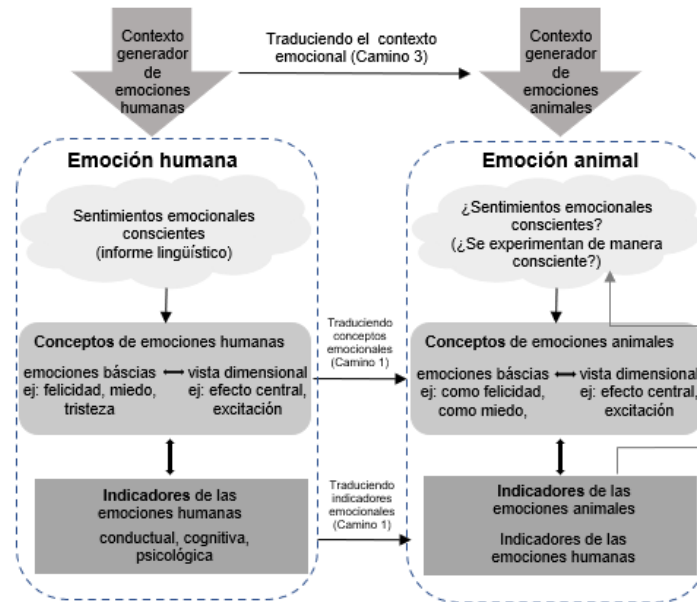 Contexto
generador
de
emociones
humanas
Traduciendo el contexto
emocional (Camino 3)
Contexto
generador
de
emociones
animales
Emoción humana
Sentimientos emocionales
conscientes
(informe lingüístico)
Conceptos de emociones humanas
emociones báscias
ej: felicidad, miedo,
tristeza
vista dimensional
ej: efecto central,
excitación
Indicadores de las
emociones humanas
conductual, cognitiva,
psicológica
Traduciendo
conceptos
emocionales
(Camino 1)
Traduciendo
indicadores
emocionales
(Camino 1)
Emoción animal
¿Sentimientos emocionales
conscientes?
(¿Se experimentan de manera
consciente?)
Conceptos de emociones animales
emociones básicas
ej: como felicidad,
como miedo,
vista dimensional
ej: efecto central,
excitación
Indicadores de las
emociones animales
Indicadores de las
emociones humanas